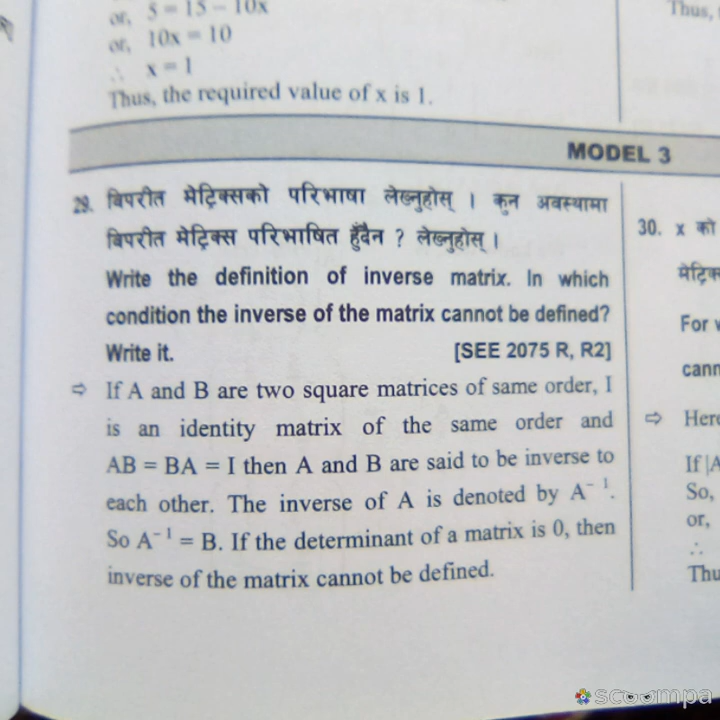 or, 5 = 15 - 10x
or, 10x = 10
∴ x = 1
Thus, the required value of x is 1.
Thus,
MODEL 3
29. विपरीत मेट्रिक्सको परिभाषा लेख्नुहोस् । कुन अवस्थामा
विपरीत मेट्रिक्स परिभाषित हुँदैन ? लेख्नुहोस् ।
Write the definition of inverse matrix. In which
condition the inverse of the matrix cannot be defined?
Write it. [SEE 2075 R, R2]
⇨ If A and B are two square matrices of same order, I
is an identity matrix of the same order and
AB = BA = I then A and B are said to be inverse to
each other. The inverse of A is denoted by A⁻¹.
So A⁻¹ = B. If the determinant of a matrix is 0, then
inverse of the matrix cannot be defined.
30. x को
For
⇨
If |A
So,
or,
∴
scoompa